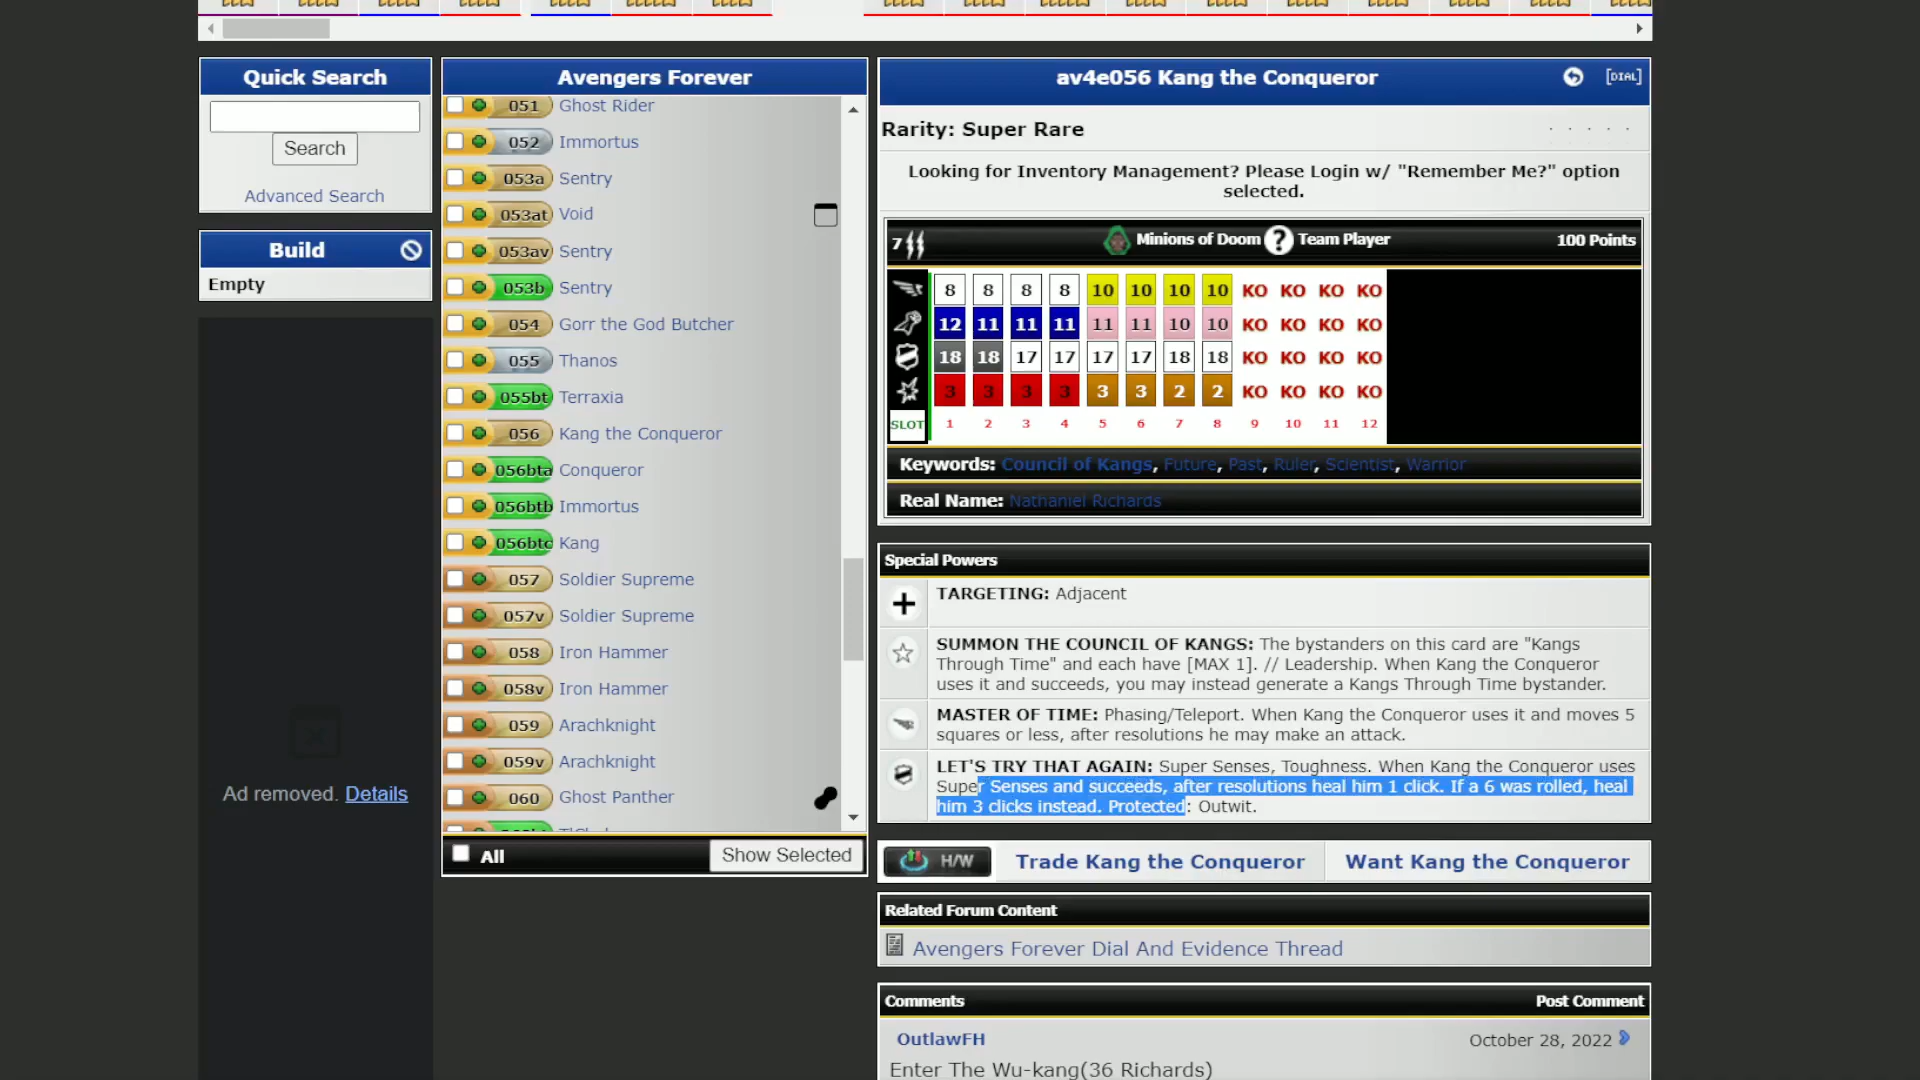 Quick Search
Search
Advanced Search
Build
Empty
Ad removed. Details
Avengers Forever
051 Ghost Rider
052 Immortus
053a Sentry
053at Void
053av Sentry
053b Sentry
054 Gorr the God Butcher
055 Thanos
055bt Terraxia
056 Kang the Conqueror
056bta Conqueror
056btb Immortus
056btc Kang
057 Soldier Supreme
057v Soldier Supreme
058 Iron Hammer
058v Iron Hammer
059 Arachknight
059v Arachknight
060 Ghost Panther
All Show Selected
av4e056 Kang the Conqueror [DIAL]
Rarity: Super Rare
Looking for Inventory Management? Please Login w/ "Remember Me?" option
selected.
7 Minions of Doom ? Team Player 100 Points
8 8 8 8 10 10 10 10 KO KO KO KO
12 11 11 11 11 11 10 10 KO KO KO KO
18 18 17 17 17 17 18 18 KO KO KO KO
3 3 3 3 3 3 2 2 KO KO KO KO
SLOT 1 2 3 4 5 6 7 8 9 10 11 12
Keywords: Council of Kangs, Future, Past, Ruler, Scientist, Warrior
Real Name: Nathaniel Richards
Special Powers
TARGETING: Adjacent
SUMMON THE COUNCIL OF KANGS: The bystanders on this card are "Kangs
Through Time" and each have [MAX 1]. // Leadership. When Kang the Conqueror
uses it and succeeds, you may instead generate a Kangs Through Time bystander.
MASTER OF TIME: Phasing/Teleport. When Kang the Conqueror uses it and moves 5
squares or less, after resolutions he may make an attack.
LET'S TRY THAT AGAIN: Super Senses, Toughness. When Kang the Conqueror uses
Super Senses and succeeds, after resolutions heal him 1 click. If a 6 was rolled, heal
him 3 clicks instead. Protected: Outwit.
H/W Trade Kang the Conqueror Want Kang the Conqueror
Related Forum Content
Avengers Forever Dial And Evidence Thread
Comments Post Comment
OutlawFH October 28, 2022
Enter The Wu-kang(36 Richards)